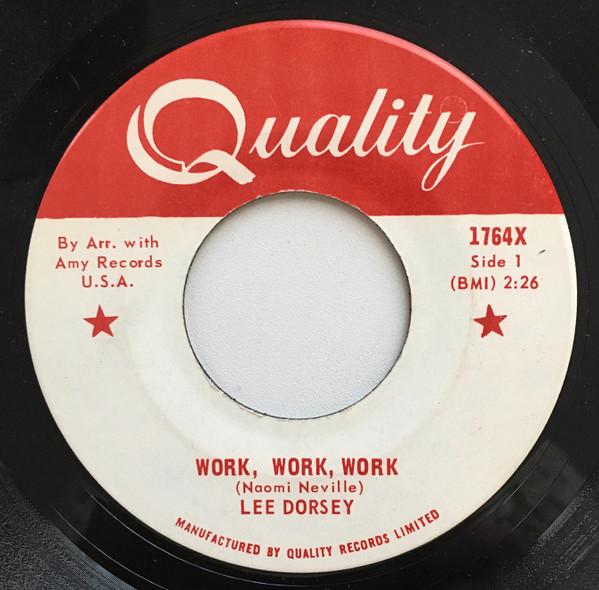 Quality
By Arr. with
Amy Records
U.S.A.
1764X
Side 1
(BMI) 2:26
WORK, WORK, WORK
(Naomi Neville)
LEE DORSEY
MANUFACTURED BY QUALITY RECORDS LIMITED